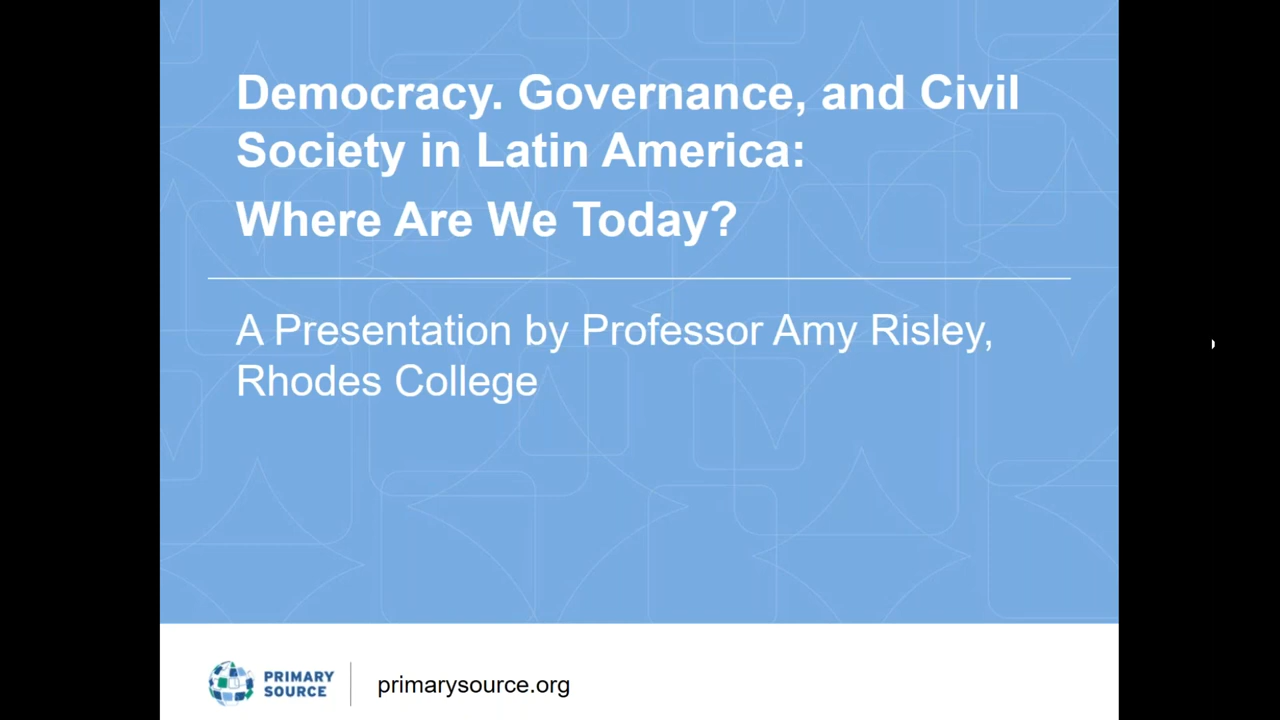 Democracy. Governance, and Civil
Society in Latin America:
Where Are We Today?
A Presentation by Professor Amy Risley,
Rhodes College
PRIMARY
SOURCE
primarysource.org